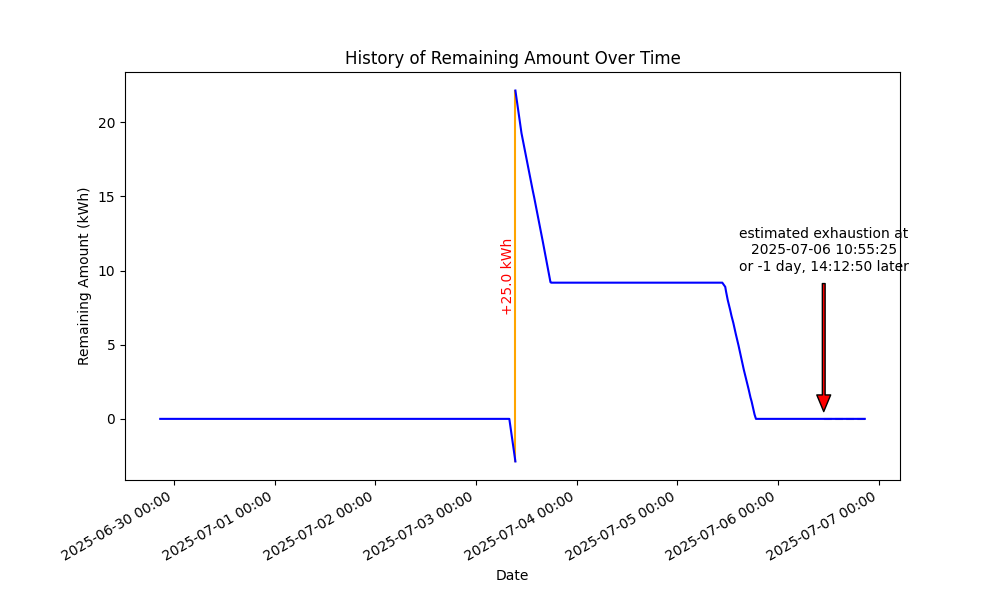 History of Remaining Amount Over Time
Remaining Amount (kWh)
20
15
10
5
0
+25.0 kWh
estimated exhaustion at
2025-07-06 10:55:25
or -1 day, 14:12:50 later
2025-06-30 00:00
2025-07-01 00:00
2025-07-02 00:00
2025-07-03 00:00
2025-07-04 00:00
2025-07-05 00:00
2025-07-06 00:00
2025-07-07 00:00
Date